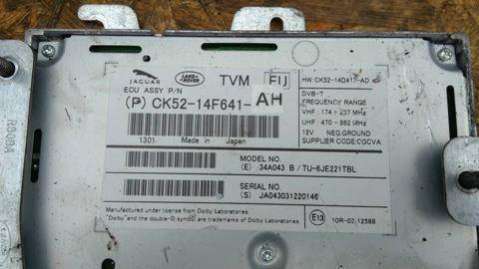 JAGUAR
LAND ROVER
TVM
EIJ
HW CK52-14D417-AD
ECU ASSY P/N
(P) CK52-14F641-AH
DVB-T
FREQUENCY RANGE
VHF 174 - 237 MHz
UHF 470 - 862 MHz
12V NEG.GROUND
SUPPLIER CODE:CGCVA
1301 Made in Japan
MODEL NO.
(E) 34A043 B /TU-6JE221TBL
SERIAL NO.
(S) JA043031220146
Manufactured under license from Dolby Laboratories.
"Dolby" and the double-D symbol are trademarks of Dolby Laboratories.
E13
10R-03.12588